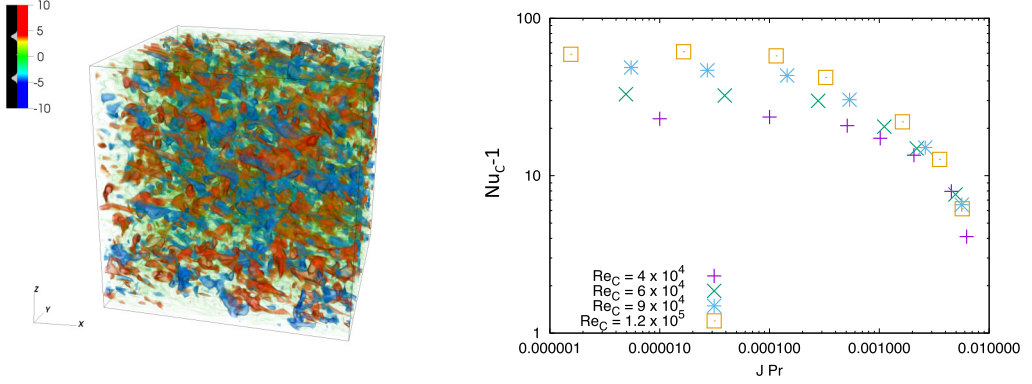 10
5
0
-5
-10
Z
Y
X
100
10
1
Nu_C-1
Re_C = 4 x 10^4
Re_C = 6 x 10^4
Re_C = 9 x 10^4
Re_C = 1.2 x 10^5
0.000001 0.000010 0.000100 0.001000 0.010000
J Pr